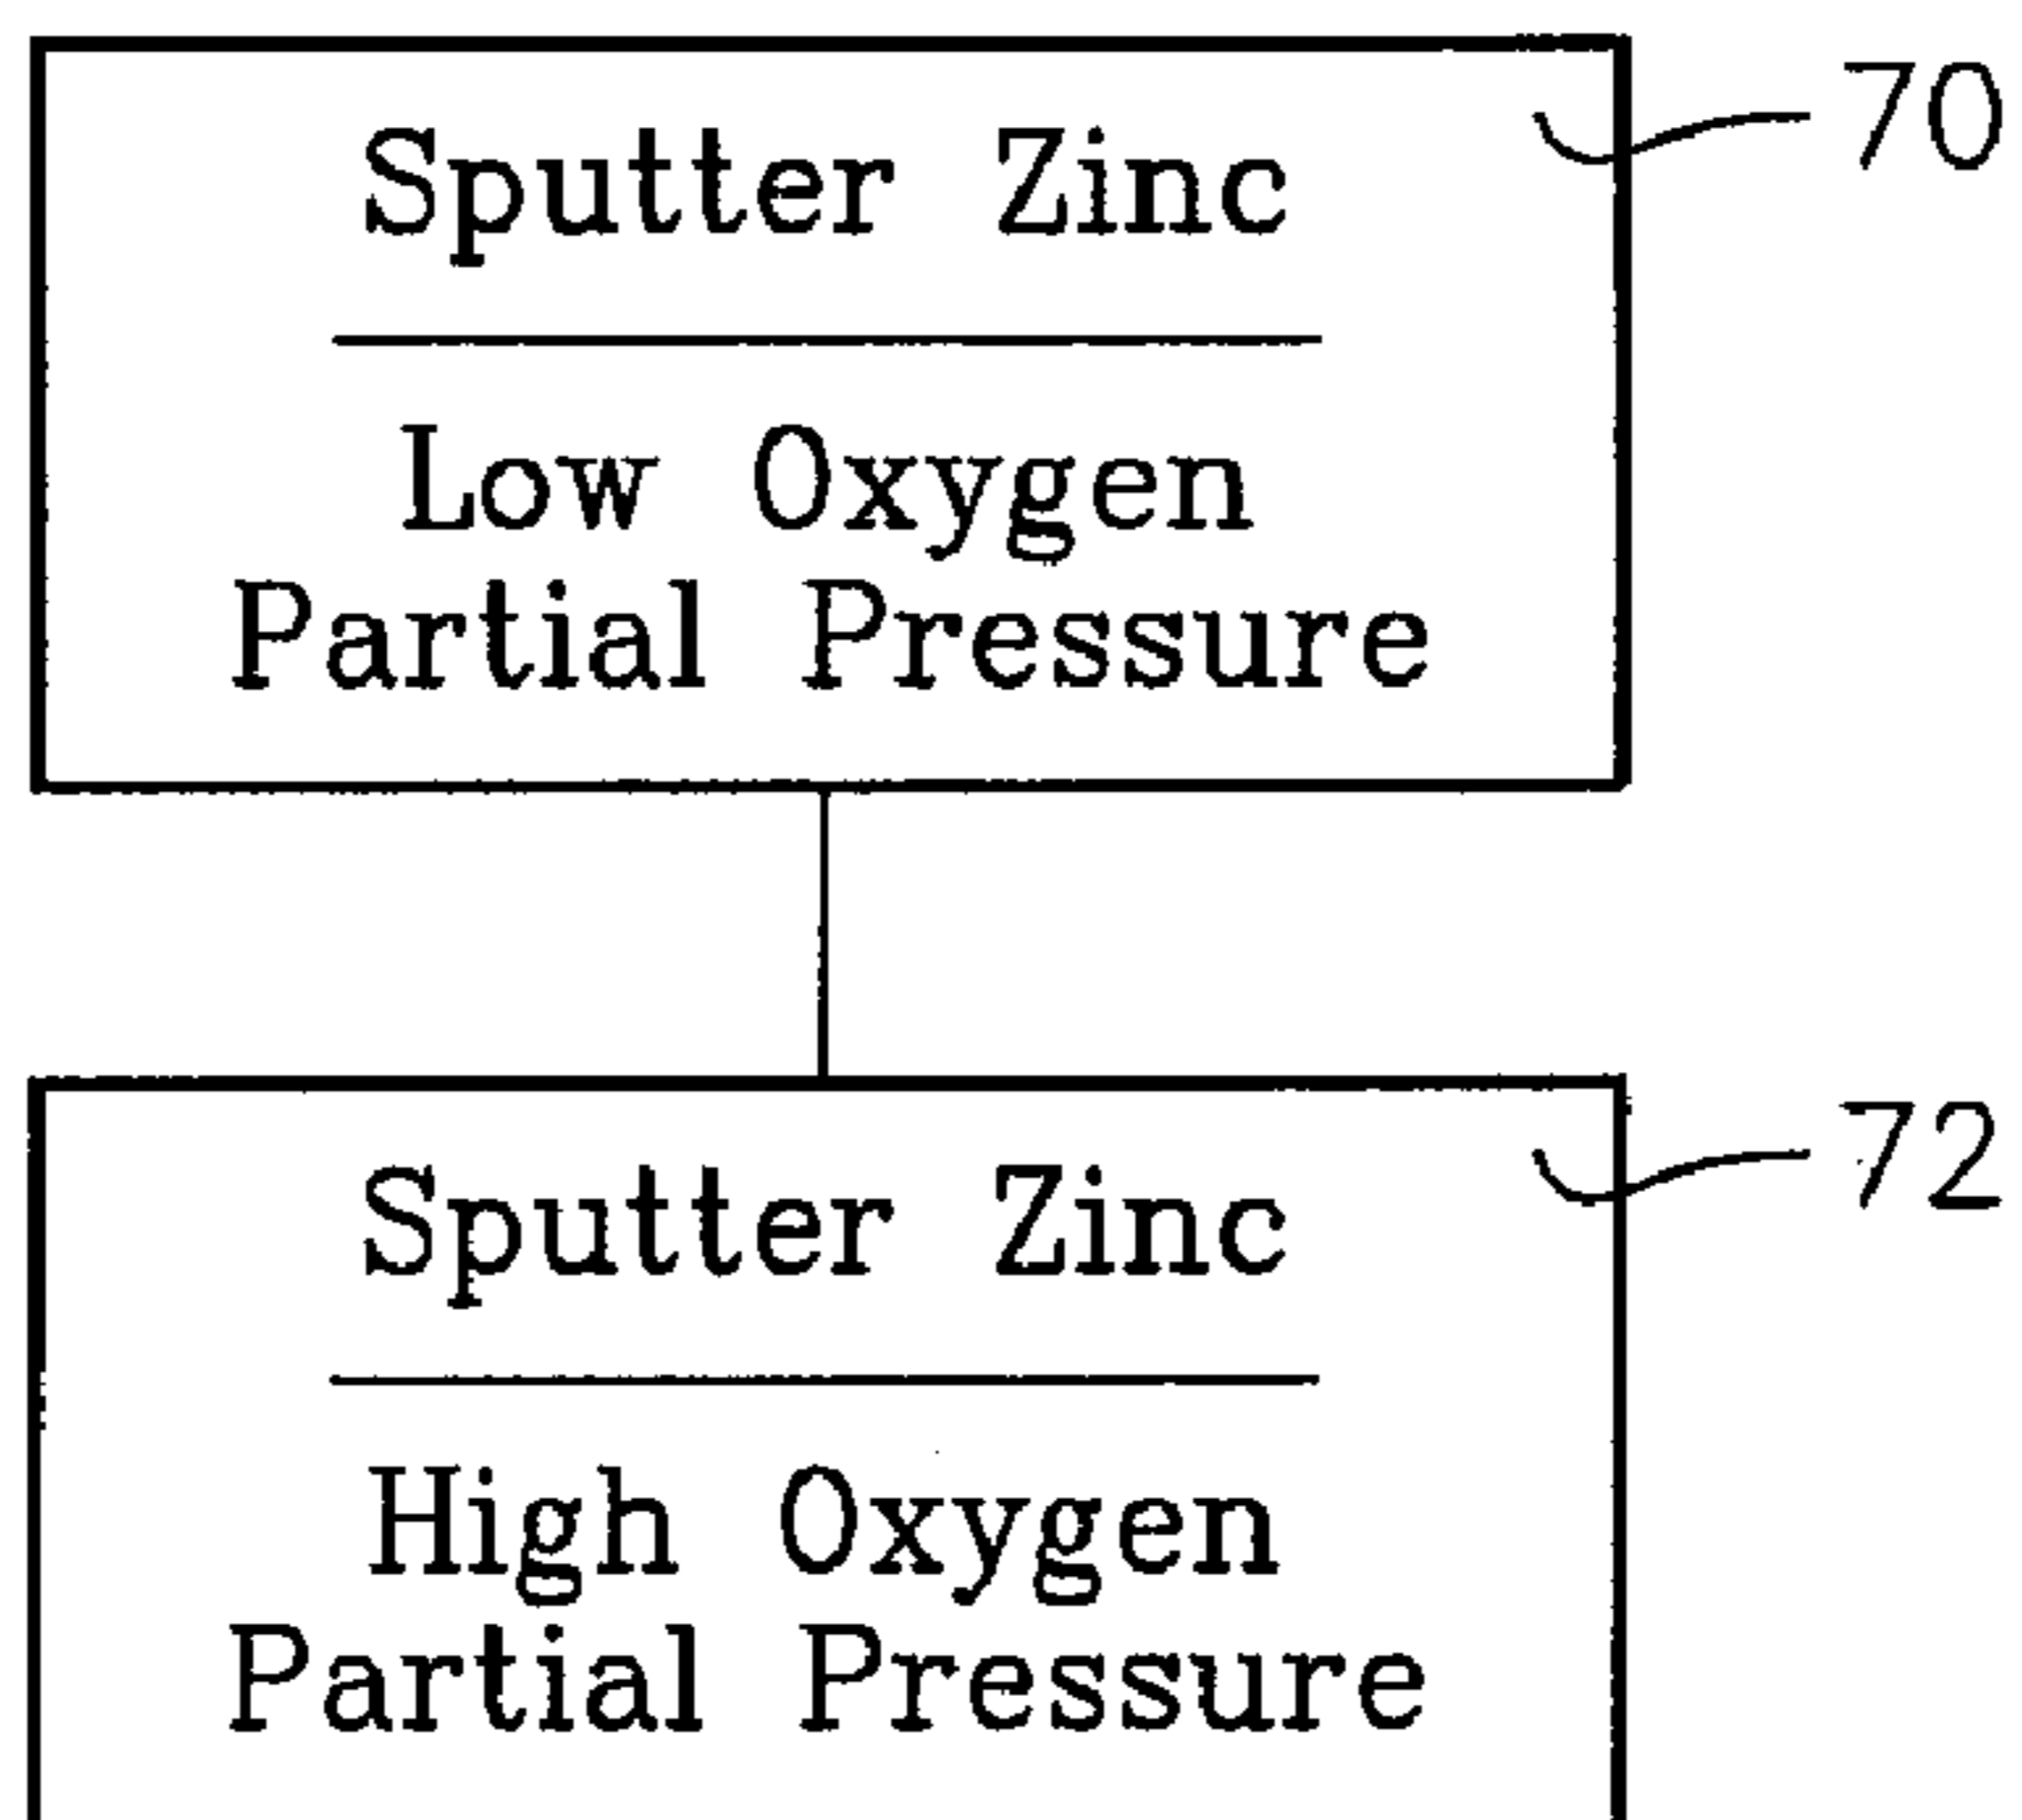 Sputter Zinc
70
Low Oxygen
Partial Pressure
Sputter Zinc
72
High Oxygen
Partial Pressure